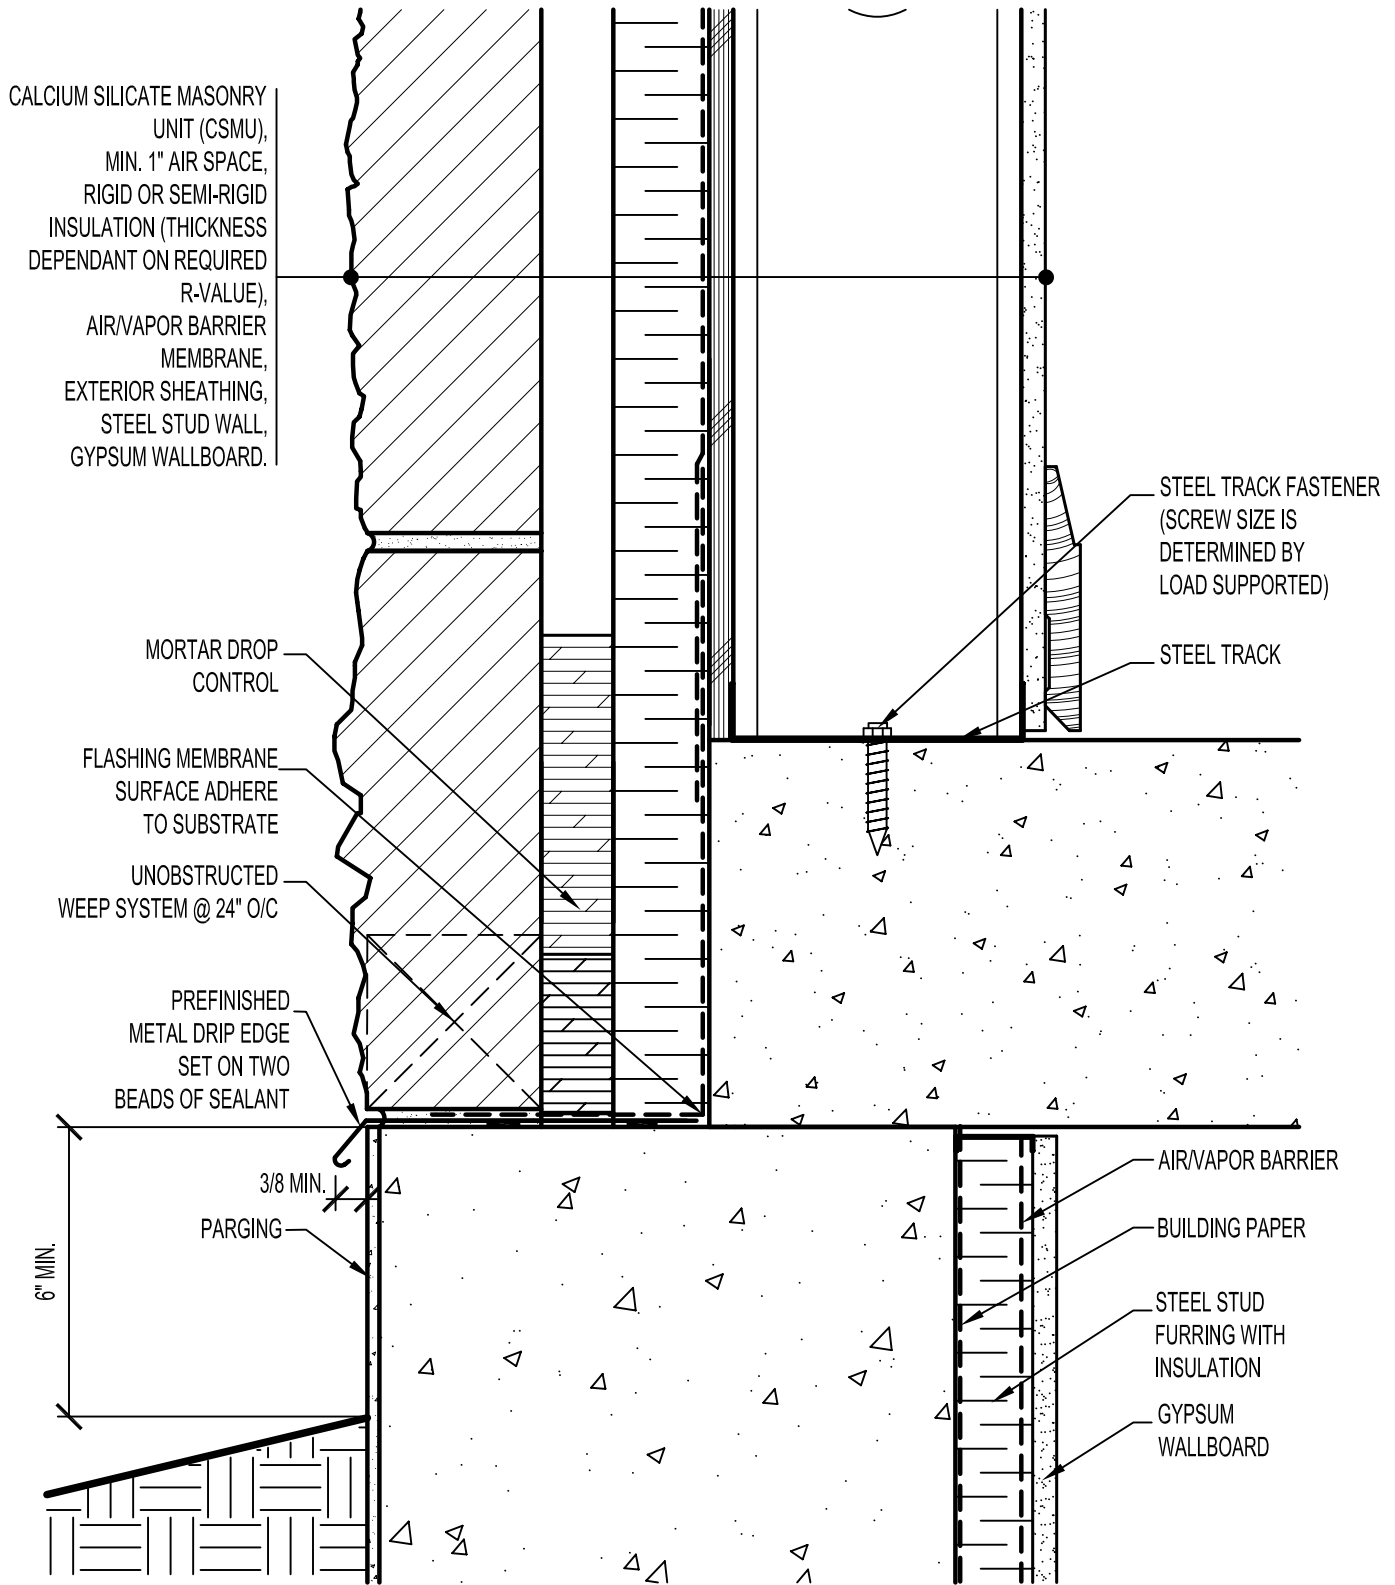 CALCIUM SILICATE MASONRY
UNIT (CSMU),
MIN. 1" AIR SPACE,
RIGID OR SEMI-RIGID
INSULATION (THICKNESS
DEPENDANT ON REQUIRED
R-VALUE),
AIR/VAPOR BARRIER
MEMBRANE,
EXTERIOR SHEATHING,
STEEL STUD WALL,
GYPSUM WALLBOARD.
MORTAR DROP
CONTROL
FLASHING MEMBRANE
SURFACE ADHERE
TO SUBSTRATE
UNOBSTRUCTED
WEEP SYSTEM @ 24" O/C
PREFINISHED
METAL DRIP EDGE
SET ON TWO
BEADS OF SEALANT
3/8 MIN.
PARGING
6" MIN.
STEEL TRACK FASTENER
(SCREW SIZE IS
DETERMINED BY
LOAD SUPPORTED)
STEEL TRACK
AIR/VAPOR BARRIER
BUILDING PAPER
STEEL STUD
FURRING WITH
INSULATION
GYPSUM
WALLBOARD